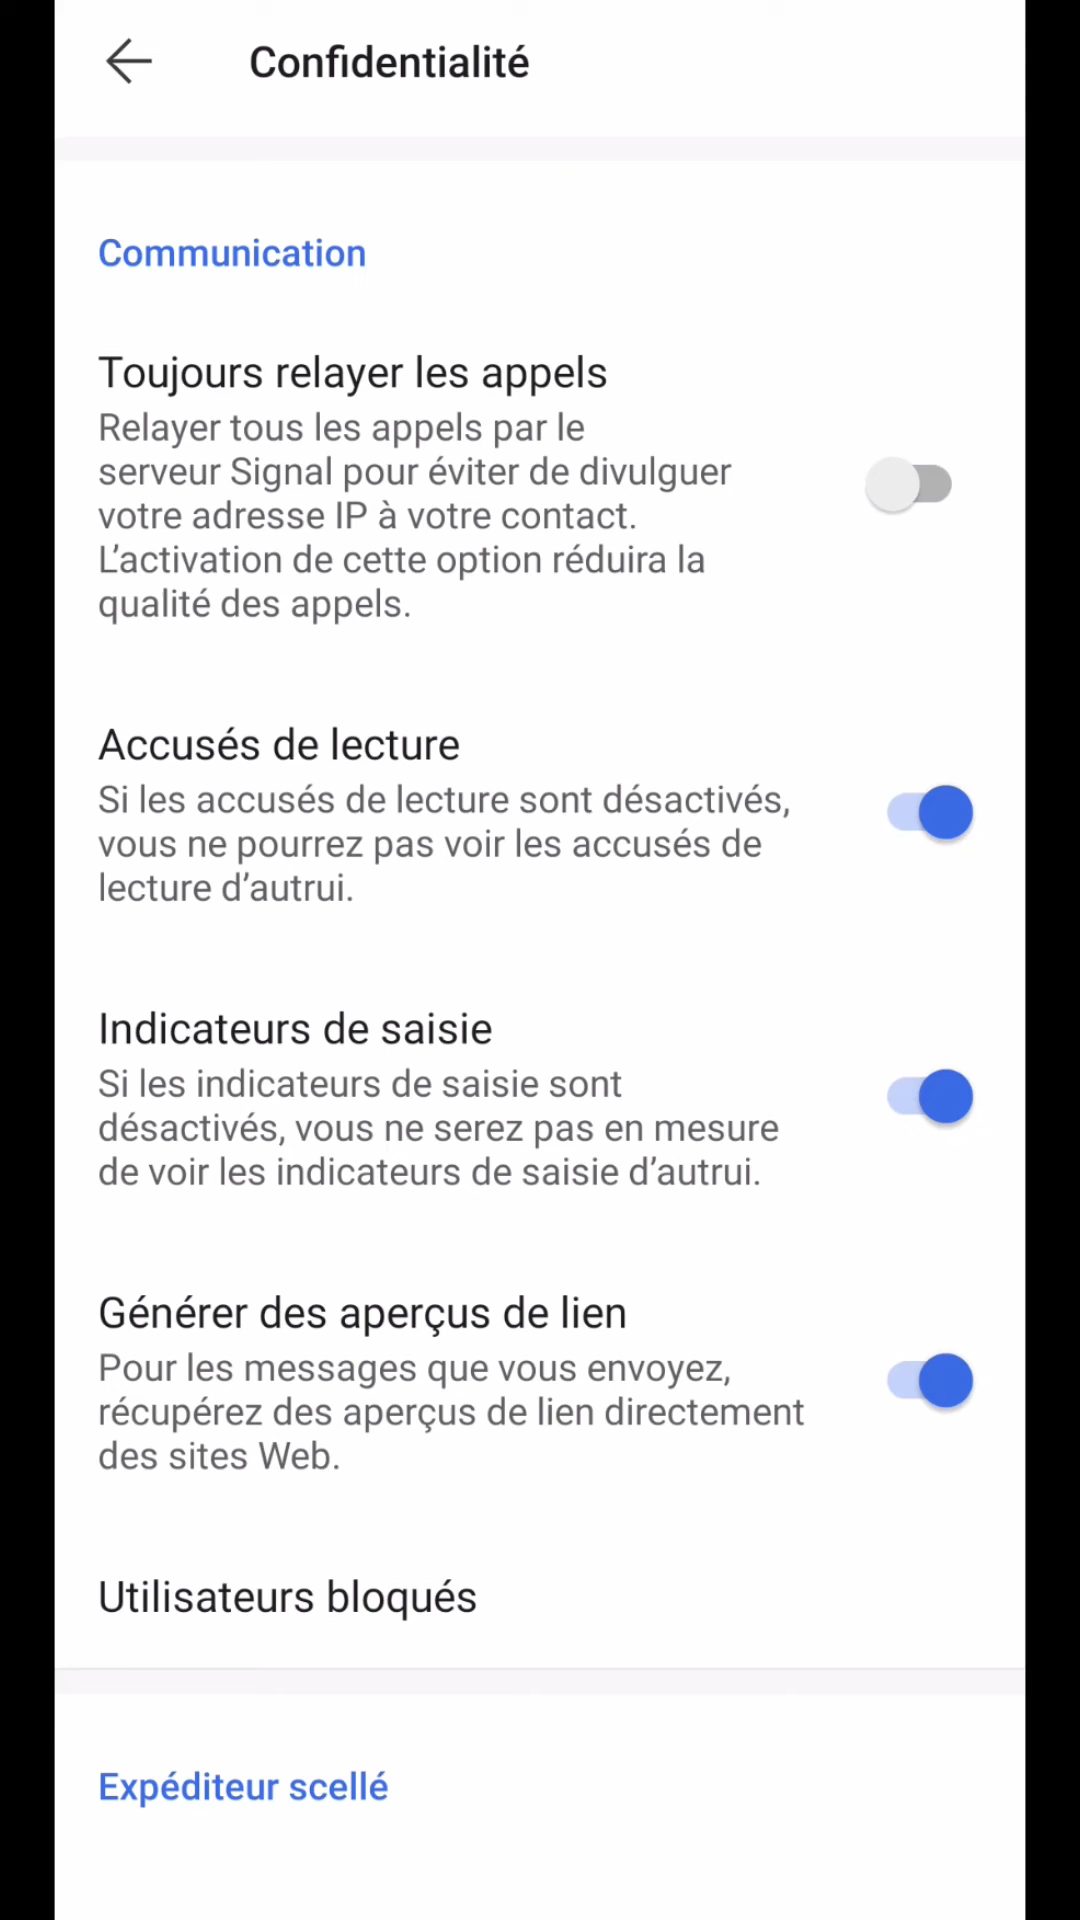 Confidentialité
Communication
Toujours relayer les appels
Relayer tous les appels par le
serveur Signal pour éviter de divulguer
votre adresse IP à votre contact.
L’activation de cette option réduira la
qualité des appels.
Accusés de lecture
Si les accusés de lecture sont désactivés,
vous ne pourrez pas voir les accusés de
lecture d’autrui.
Indicateurs de saisie
Si les indicateurs de saisie sont
désactivés, vous ne serez pas en mesure
de voir les indicateurs de saisie d’autrui.
Générer des aperçus de lien
Pour les messages que vous envoyez,
récupérez des aperçus de lien directement
des sites Web.
Utilisateurs bloqués
Expéditeur scellé